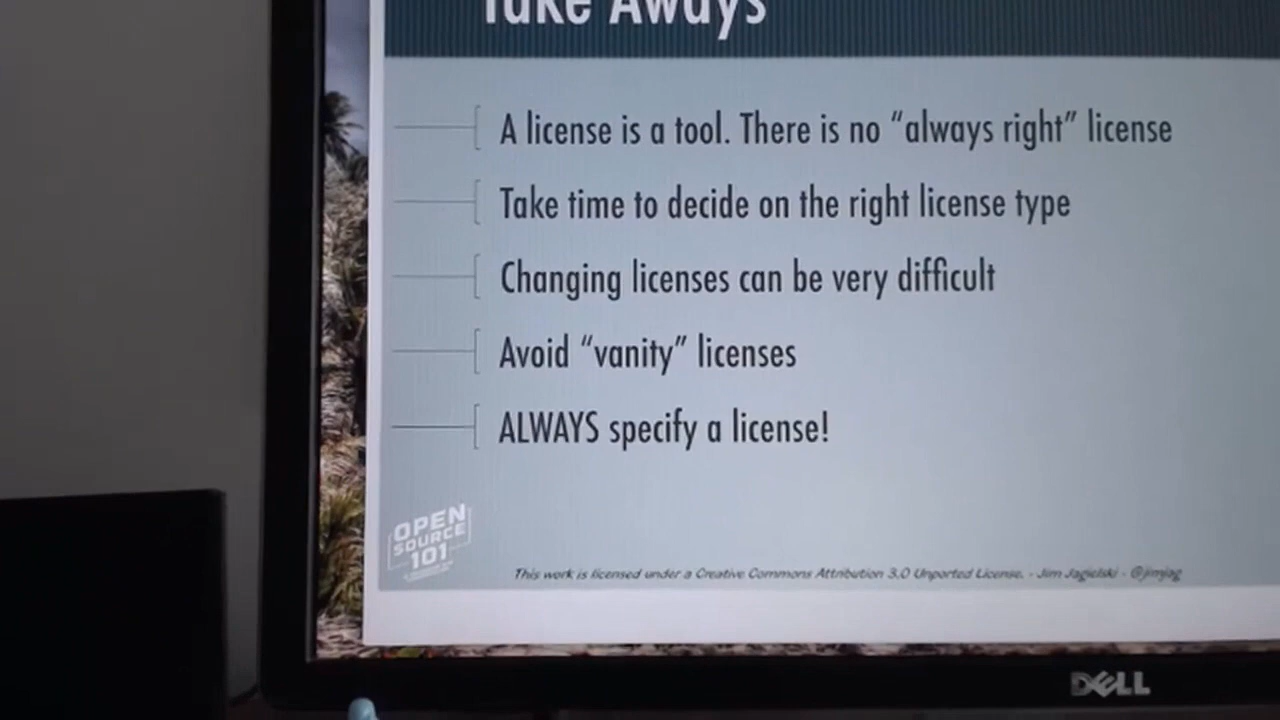 Take Aways
A license is a tool. There is no “always right” license
Take time to decide on the right license type
Changing licenses can be very difficult
Avoid “vanity” licenses
ALWAYS specify a license!
OPEN
SOURCE
101
This work is licensed under a Creative Commons Attribution 3.0 Unported License. - Jim Jagielski - @jimjag
DELL